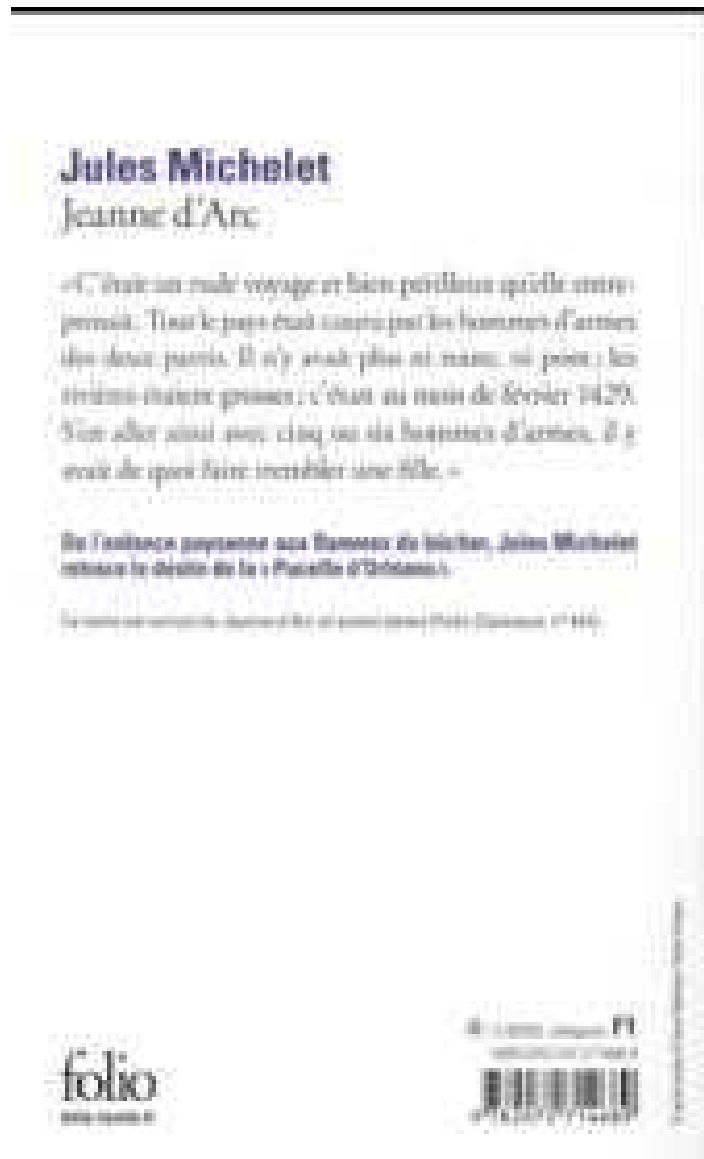 Jules Michelet
Jeanne d'Arc
«C'était un rude voyage et bien périlleux qu'elle entre-
prenait. Tout le pays était couru par les hommes d'armes
des deux partis. Il n'y avait plus ni route, ni pont ; les
rivières étaient grosses ; c'était au mois de février 1429.
S'en aller ainsi avec cinq ou six hommes d'armes, il y
avait de quoi faire trembler une fille.»
De l'enfance paysanne aux flammes du bûcher, Jules Michelet
retrace le destin de la « Pucelle d'Orléans ».
folio